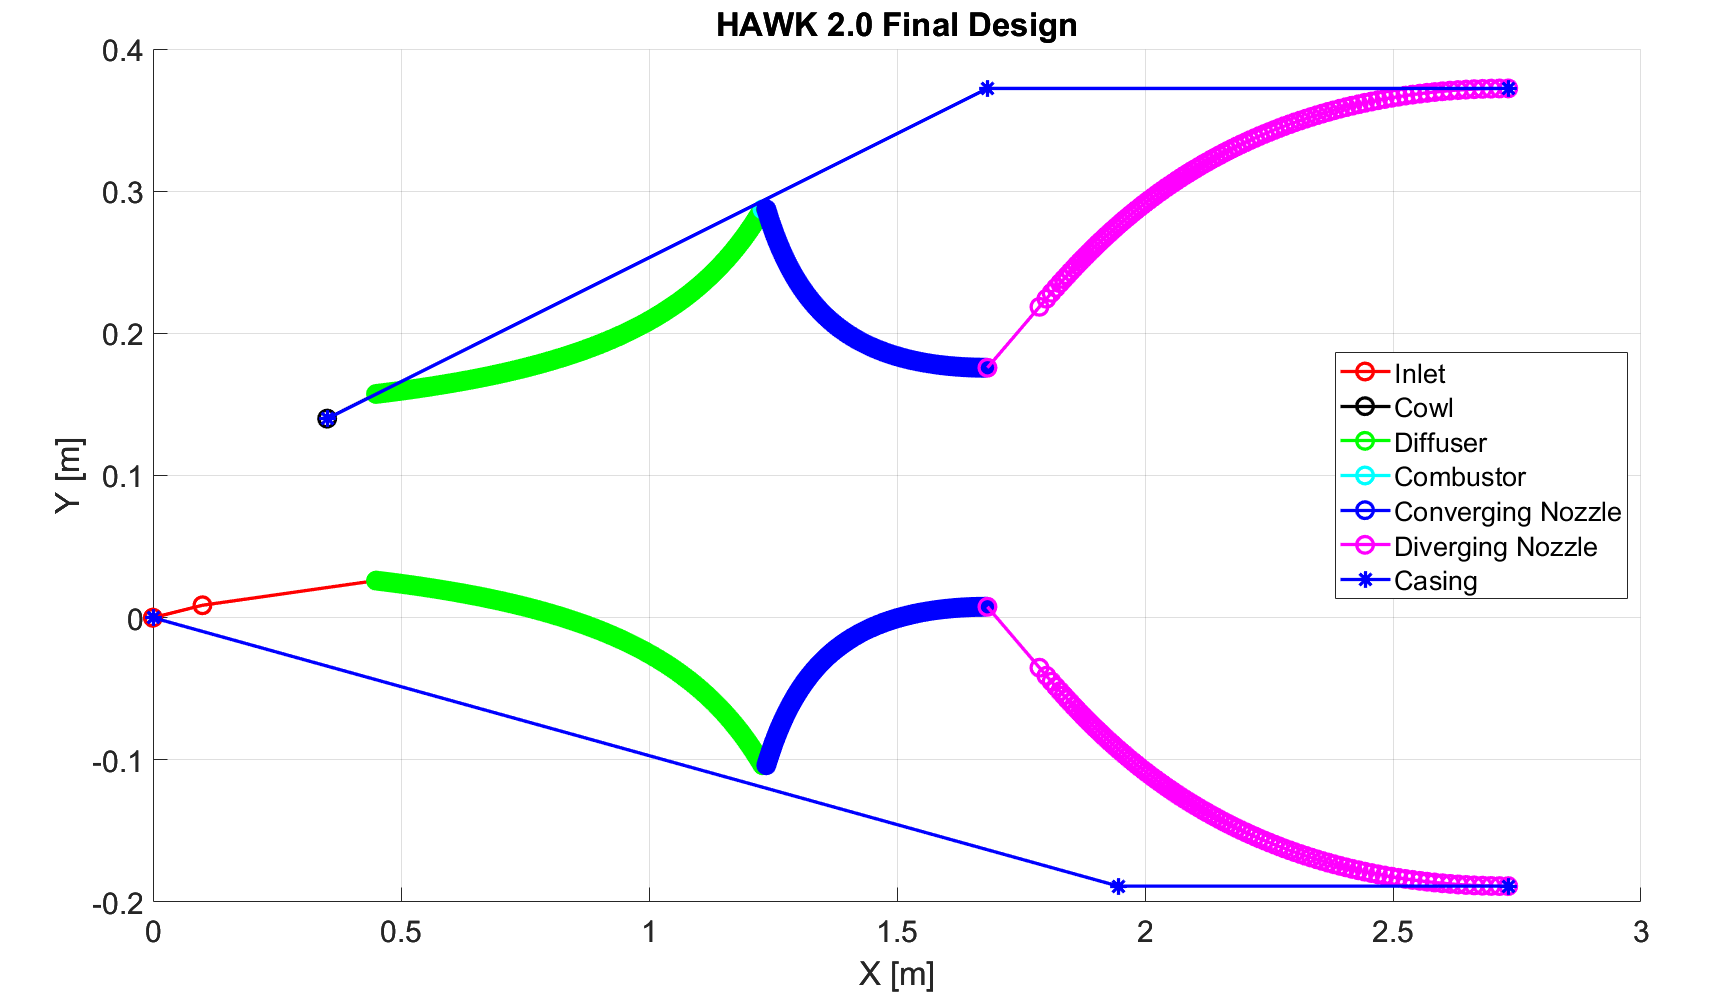 HAWK 2.0 Final Design
0.4
0.3
0.2
0.1
0
-0.1
-0.2
Y [m]
Inlet
Cowl
Diffuser
Combustor
Converging Nozzle
Diverging Nozzle
Casing
0 0.5 1 1.5 2 2.5 3
X [m]